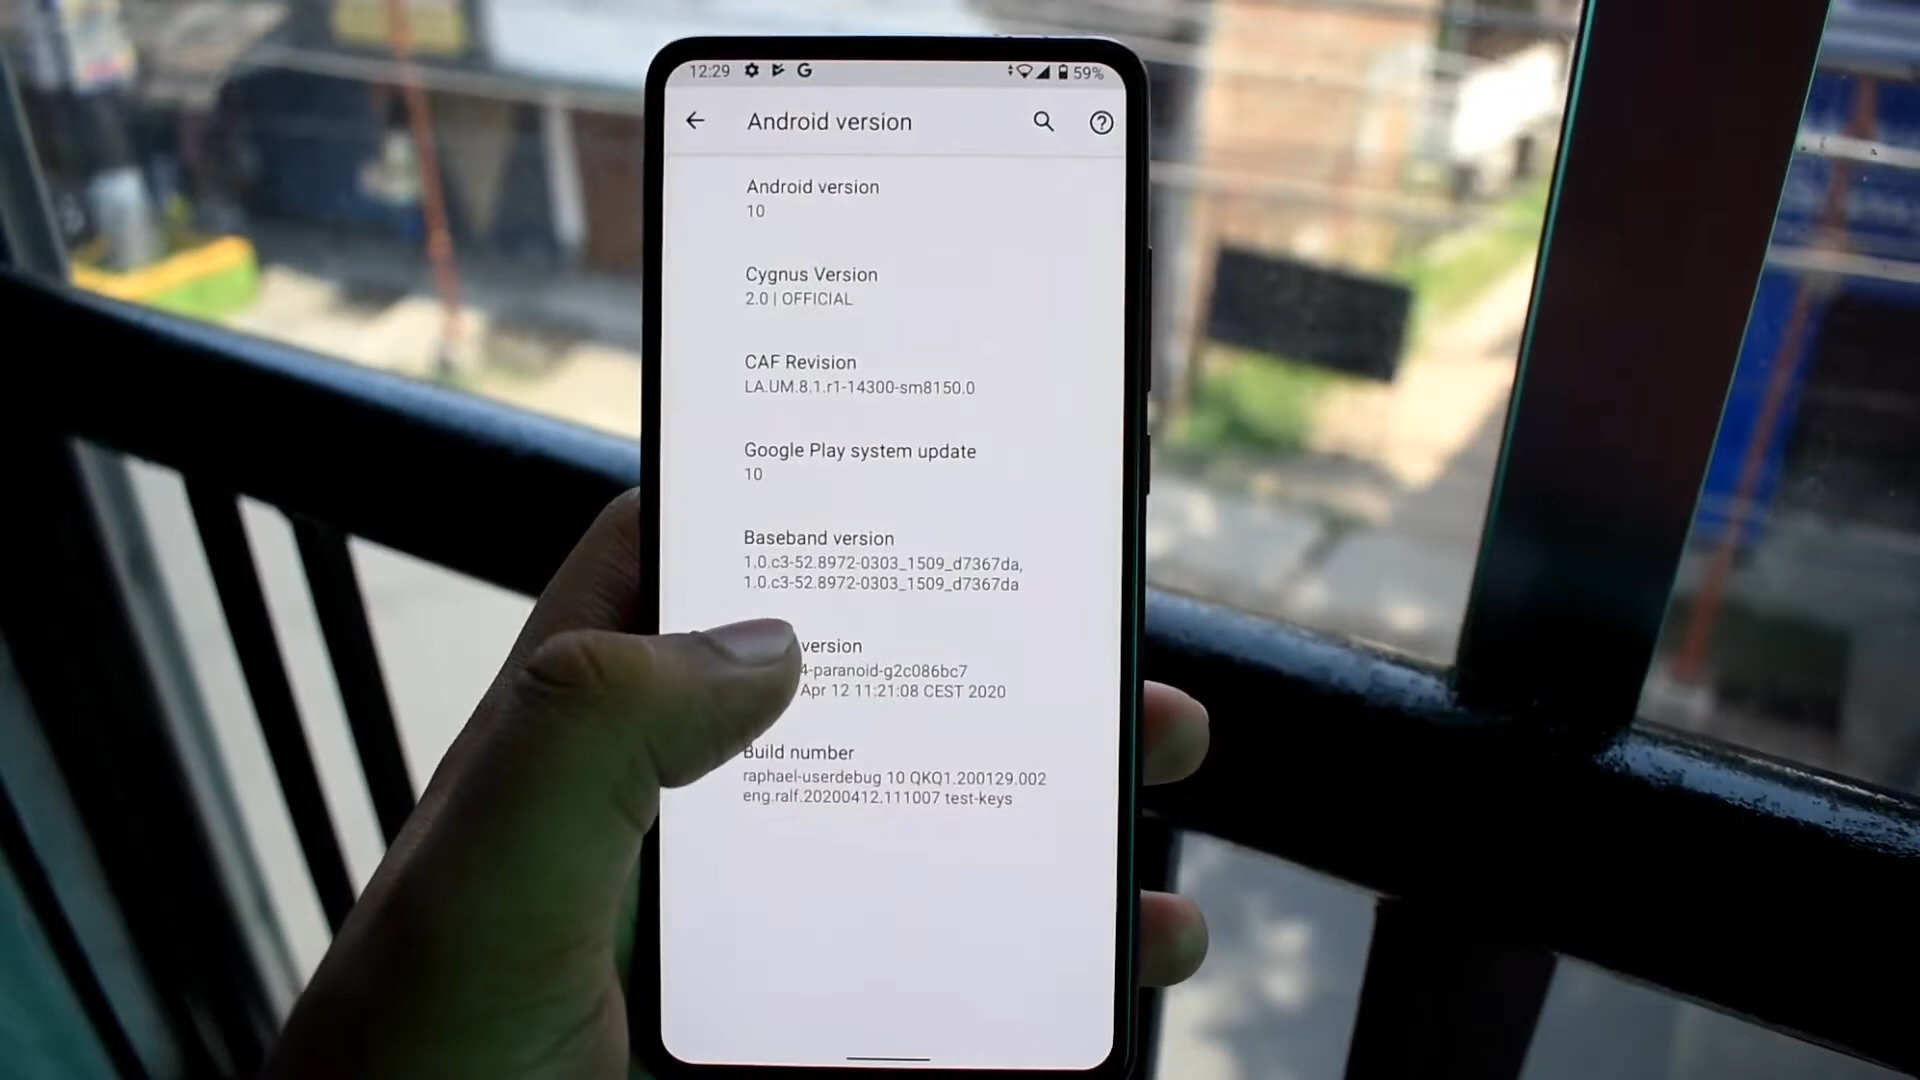 12:29 59%
Android version
Android version
10
Cygnus Version
2.0 | OFFICIAL
CAF Revision
LA.UM.8.1.r1-14300-sm8150.0
Google Play system update
10
Baseband version
1.0.c3-52.8972-0303_1509_d7367da,
1.0.c3-52.8972-0303_1509_d7367da
version
4-paranoid-g2c086bc7
Apr 12 11:21:08 CEST 2020
Build number
raphael-userdebug 10 QKQ1.200129.002
eng.ralf.20200412.111007 test-keys